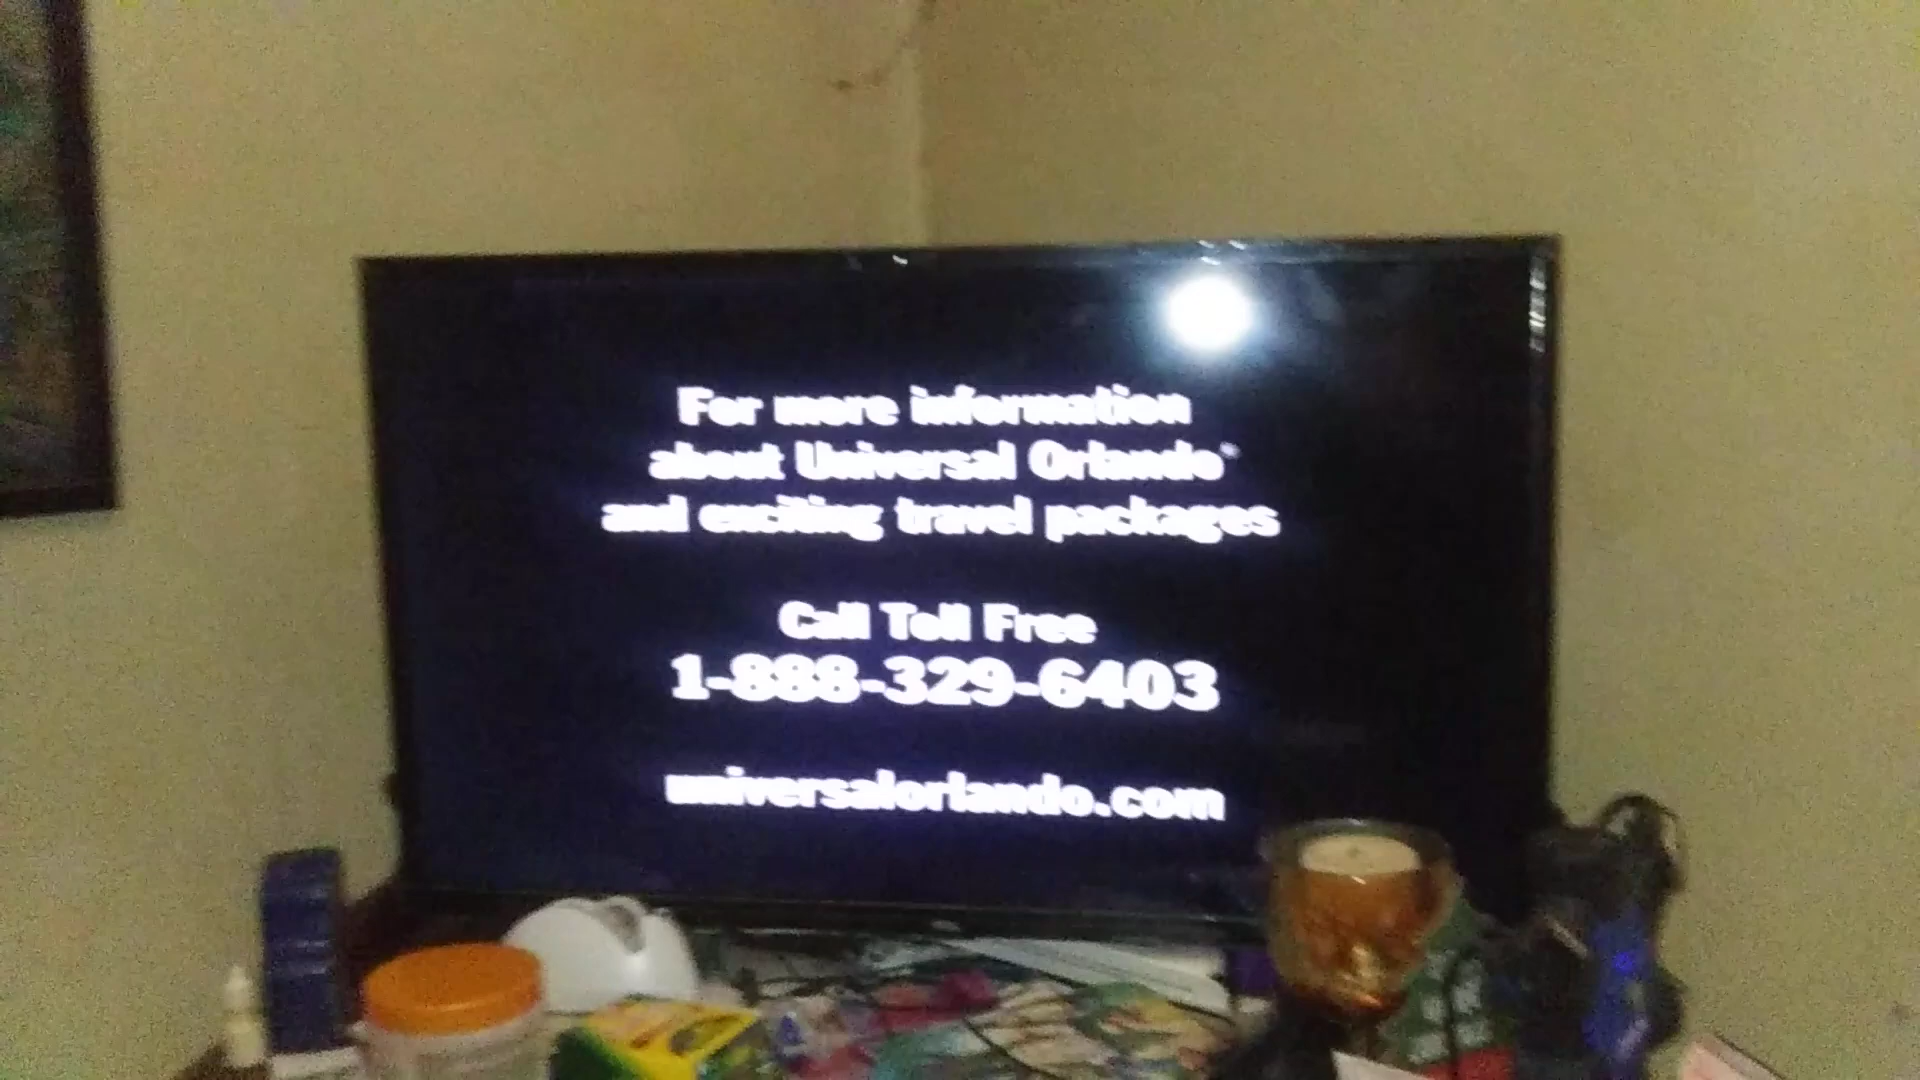 For more information
about Universal Orlando®
and exciting travel packages
Call Toll Free
1-888-329-6403
universalorlando.com